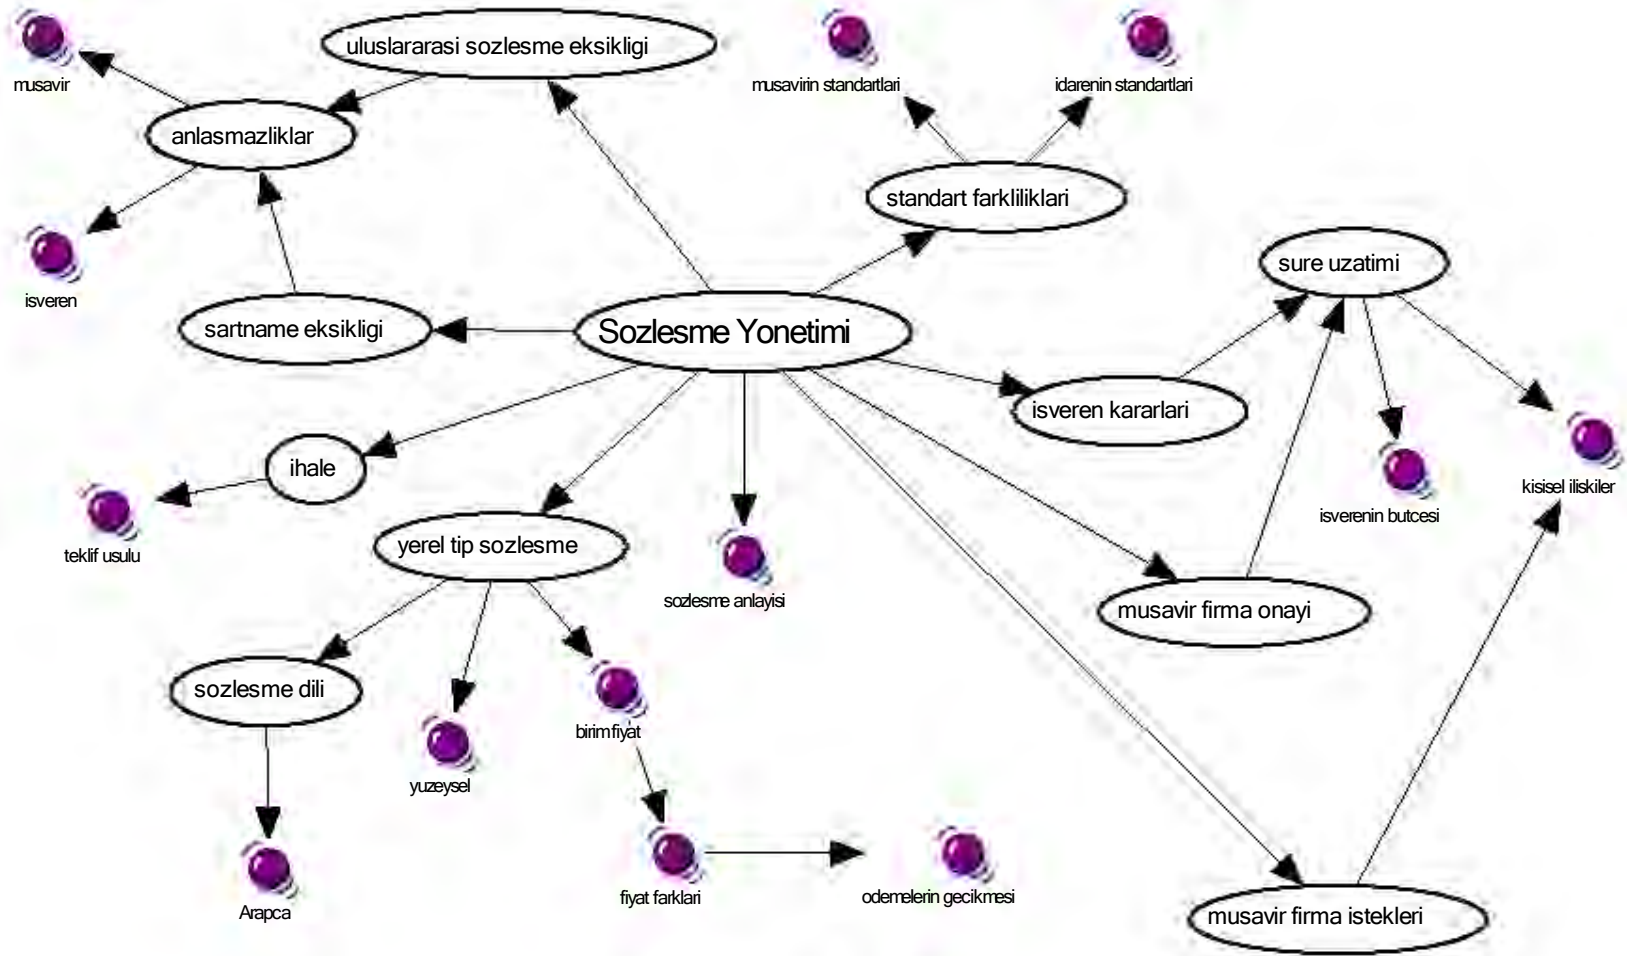 uluslararasi sozlesme eksikligi
musavir
musavirin standartlari
idarenin standartlari
anlasmazliklar
standart farkliliklari
sure uzatimi
isveren
sartname eksikligi
Sozlesme Yonetimi
isveren kararlari
ihale
kisisel iliskiler
isverenin butcesi
teklif usulu
yerel tip sozlesme
sozlesme anlayisi
musavir firma onayi
sozlesme dili
birim fiyat
yuzeysel
fiyat farklari
odemelerin gecikmesi
Arapca
musavir firma istekleri